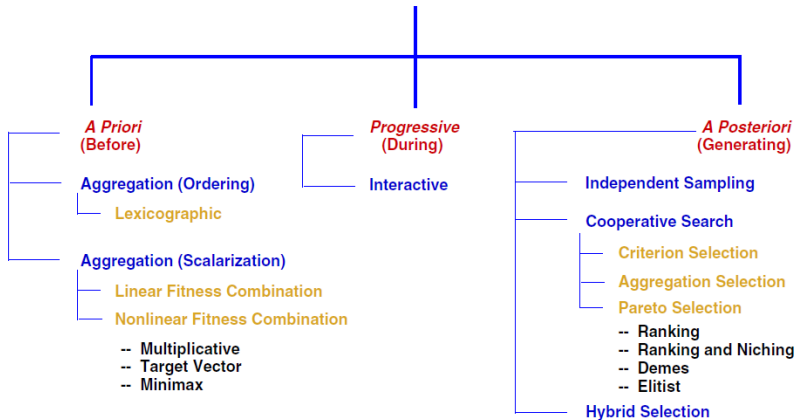 A Priori
(Before)
Aggregation (Ordering)
Lexicographic
Aggregation (Scalarization)
Linear Fitness Combination
Nonlinear Fitness Combination
-- Multiplicative
-- Target Vector
-- Minimax
Progressive
(During)
Interactive
A Posteriori
(Generating)
Independent Sampling
Cooperative Search
Criterion Selection
Aggregation Selection
Pareto Selection
-- Ranking
-- Ranking and Niching
-- Demes
-- Elitist
Hybrid Selection